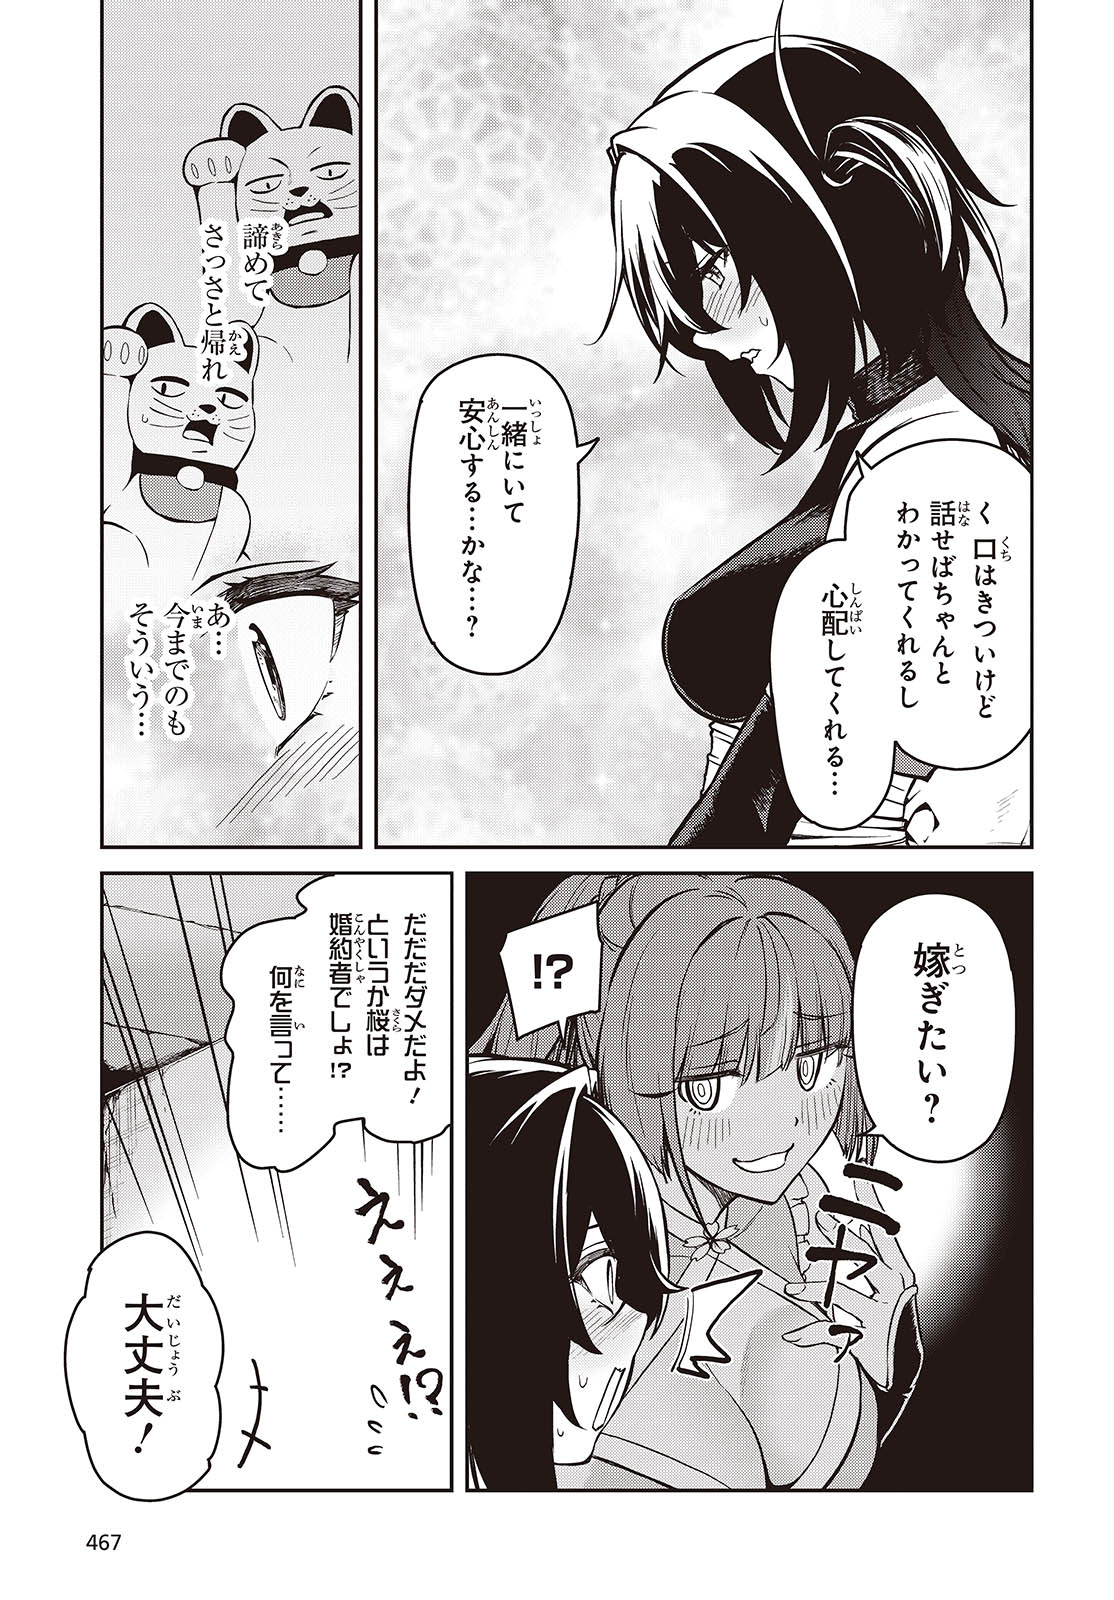 く 口はきついけど
話せばちゃんと
わかってくれるし
心配してくれる…
一緒にいて
安心する…かな…?
諦めて
さっさと帰れ
あ…
今までのも
そういう…
嫁ぎたい?
ニヤァ
!?
だだだダメだよ!
というか桜は
婚約者でしょ!?
何を言って……
えぇえぇ!?
大丈夫!
467